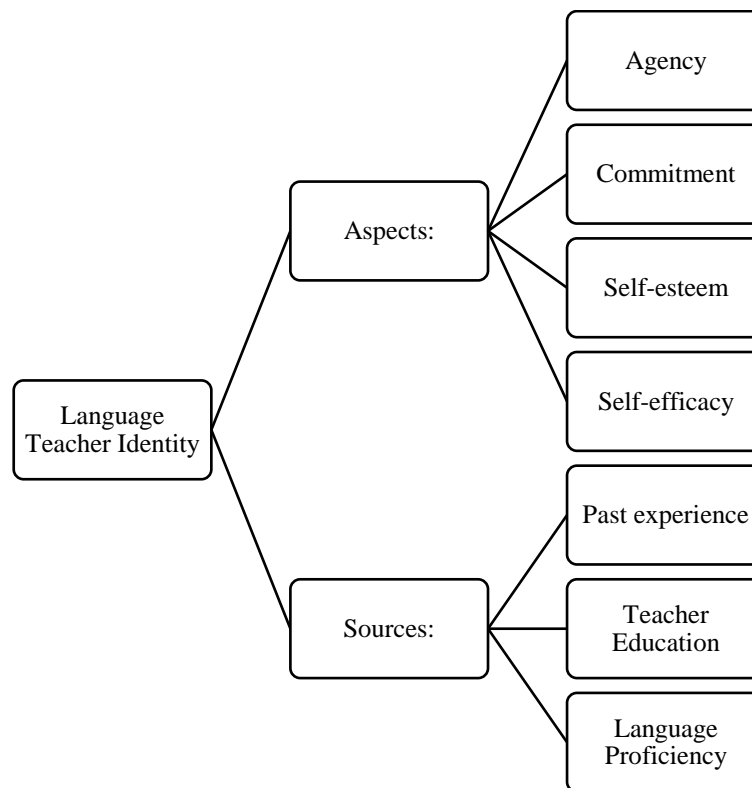 Language
Teacher Identity
Aspects:
Agency
Commitment
Self-esteem
Self-efficacy
Sources:
Past experience
Teacher
Education
Language
Proficiency